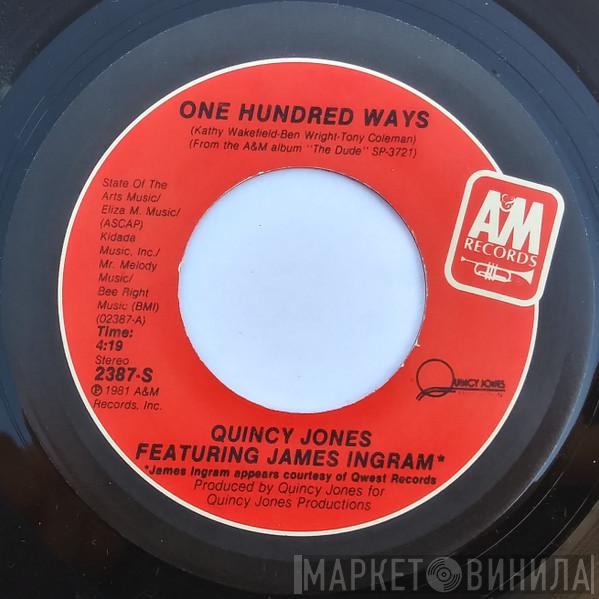 ONE HUNDRED WAYS
(Kathy Wakefield-Ben Wright-Tony Coleman)
(From the A&M album "The Dude" SP-3721)
State Of The
Arts Music/
Eliza M. Music/
(ASCAP)
Kidada
Music, Inc./
Mr. Melody
Music/
Bee Right
Music (BMI)
(02387-A)
Time:
4:19
Stereo
2387-S
℗ 1981 A&M
Records, Inc.
A&M
RECORDS
QUINCY JONES
QUINCY JONES
FEATURING JAMES INGRAM*
*James Ingram appears courtesy of Qwest Records
Produced by Quincy Jones for
Quincy Jones Productions
МАРКЕТ ВИНИЛА